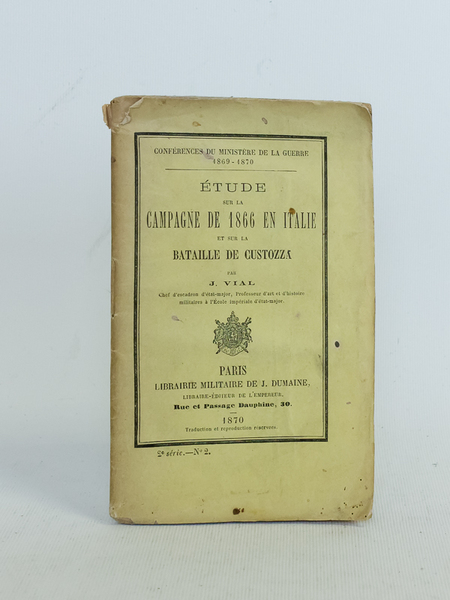 CONFÉRENCES DU MINISTÈRE DE LA GUERRE
1869-1870
ÉTUDE
SUR LA
CAMPAGNE DE 1866 EN ITALIE
ET SUR LA
BATAILLE DE CUSTOZZA
PAR
J. VIAL
Chef d'escadron d'état-major, Professeur d'art et d'histoire
militaires à l'École impériale d'état-major.
PARIS
LIBRAIRIE MILITAIRE DE J. DUMAINE,
LIBRAIRE-ÉDITEUR DE L'EMPEREUR,
Rue et Passage Dauphine, 30.
1870
Traduction et reproduction réservées.
2e série.—No 2.